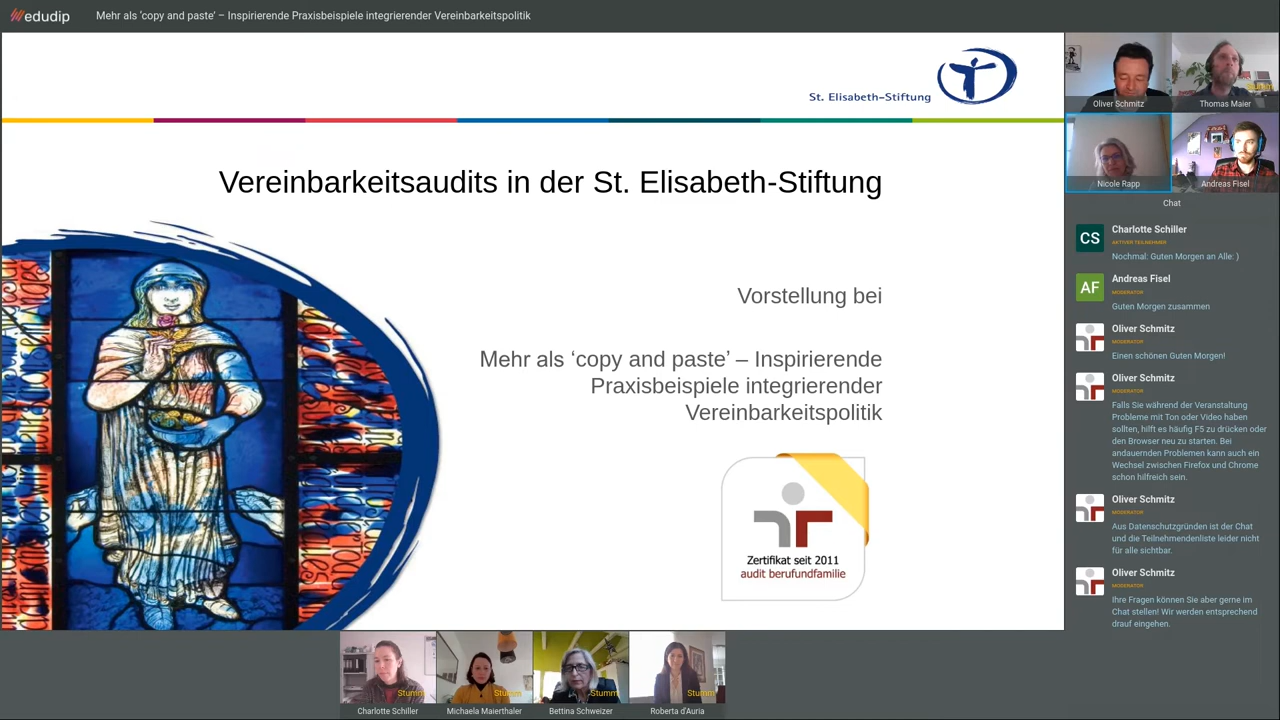 edudip
Mehr als ‘copy and paste’ – Inspirierende Praxisbeispiele integrierender Vereinbarkeitspolitik
St. Elisabeth-Stiftung
Vereinbarkeitsaudits in der St. Elisabeth-Stiftung
Vorstellung bei
Mehr als ‘copy and paste’ – Inspirierende
Praxisbeispiele integrierender
Vereinbarkeitspolitik
Zertifikat seit 2011
audit berufundfamilie
Stumm
Oliver Schmitz
Thomas Maier
Nicole Rapp
Andreas Fisel
Chat
CS
Charlotte Schiller
AKTIVER TEILNEHMER
Nochmal: Guten Morgen an Alle: )
AF
Andreas Fisel
MODERATOR
Guten Morgen zusammen
Oliver Schmitz
MODERATOR
Einen schönen Guten Morgen!
Oliver Schmitz
MODERATOR
Falls Sie während der Veranstaltung
Probleme mit Ton oder Video haben
sollten, hilft es häufig F5 zu drücken oder
den Browser neu zu starten. Bei
andauernden Problemen kann auch ein
Wechsel zwischen Firefox und Chrome
schon hilfreich sein.
Oliver Schmitz
MODERATOR
Aus Datenschutzgründen ist der Chat
und die Teilnehmendenliste leider nicht
für alle sichtbar.
Oliver Schmitz
MODERATOR
Ihre Fragen können Sie aber gerne im
Chat stellen! Wir werden entsprechend
drauf eingehen.
Stumm
Stumm
Stumm
Stumm
Charlotte Schiller
Michaela Maierthaler
Bettina Schweizer
Roberta d'Auria